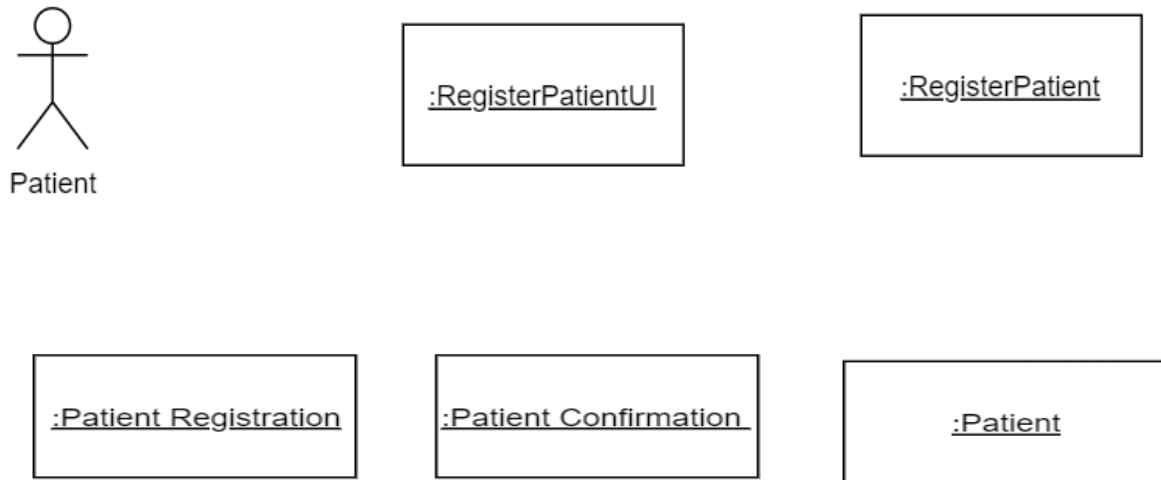 :RegisterPatientUI
:RegisterPatient
Patient
:Patient Registration
:Patient Confirmation
:Patient